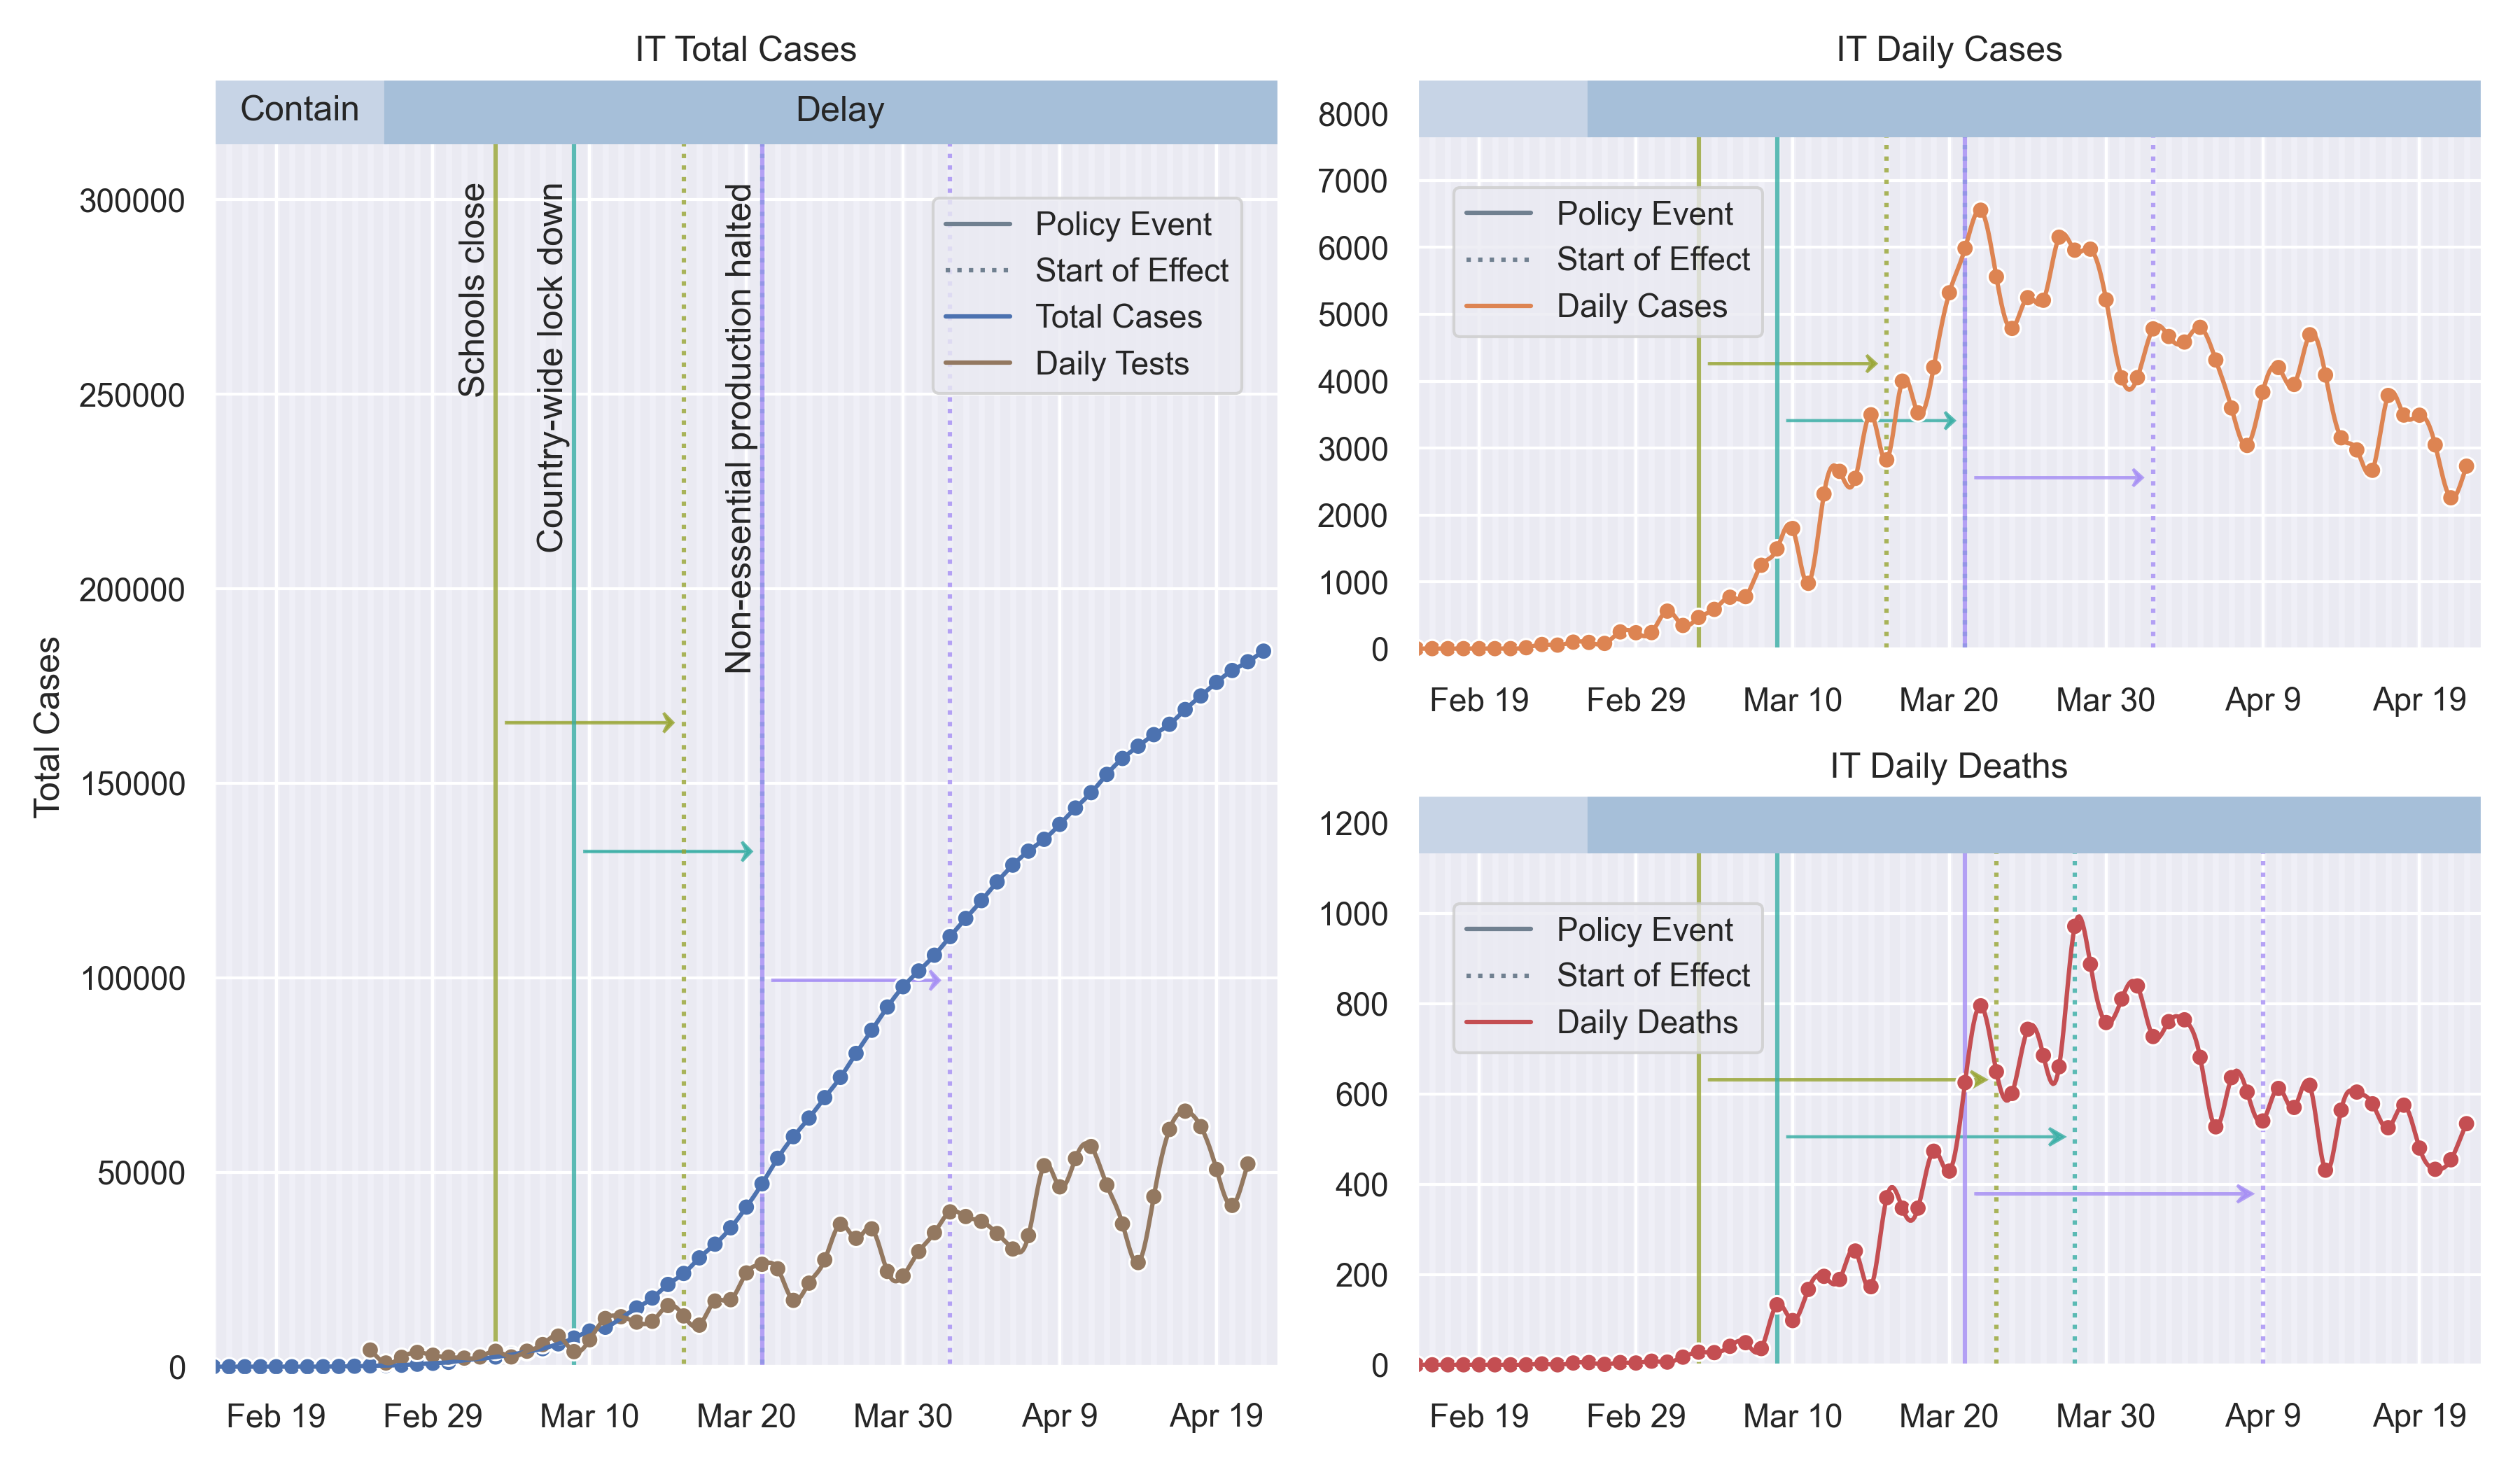 IT Total Cases
Contain
Delay
Schools close
Country-wide lock down
Non-essential production halted
Policy Event
Start of Effect
Total Cases
Daily Tests
Total Cases
300000
250000
200000
150000
100000
50000
0
Feb 19 Feb 29 Mar 10 Mar 20 Mar 30 Apr 9 Apr 19
IT Daily Cases
8000
7000
6000
5000
4000
3000
2000
1000
0
Policy Event
Start of Effect
Daily Cases
Feb 19 Feb 29 Mar 10 Mar 20 Mar 30 Apr 9 Apr 19
IT Daily Deaths
1200
1000
800
600
400
200
0
Policy Event
Start of Effect
Daily Deaths
Feb 19 Feb 29 Mar 10 Mar 20 Mar 30 Apr 9 Apr 19